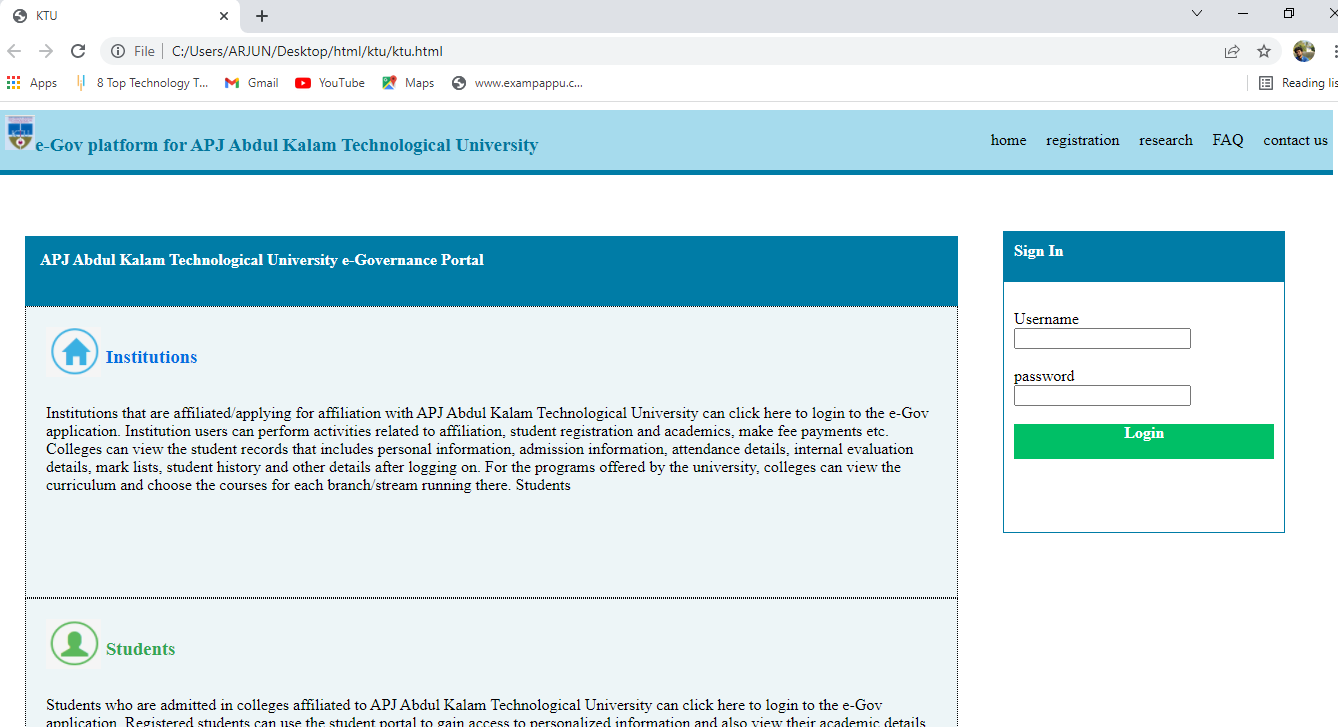 KTU
File C:/Users/ARJUN/Desktop/html/ktu/ktu.html
Apps 8 Top Technology T... Gmail YouTube Maps www.exampappu.c... Reading lis
e-Gov platform for APJ Abdul Kalam Technological University
home registration research FAQ contact us
APJ Abdul Kalam Technological University e-Governance Portal
Institutions
Institutions that are affiliated/applying for affiliation with APJ Abdul Kalam Technological University can click here to login to the e-Gov
application. Institution users can perform activities related to affiliation, student registration and academics, make fee payments etc.
Colleges can view the student records that includes personal information, admission information, attendance details, internal evaluation
details, mark lists, student history and other details after logging on. For the programs offered by the university, colleges can view the
curriculum and choose the courses for each branch/stream running there. Students
Students
Students who are admitted in colleges affiliated to APJ Abdul Kalam Technological University can click here to login to the e-Gov
application. Registered students can use the student portal to gain access to personalized information and also view their academic details
Sign In
Username
password
Login